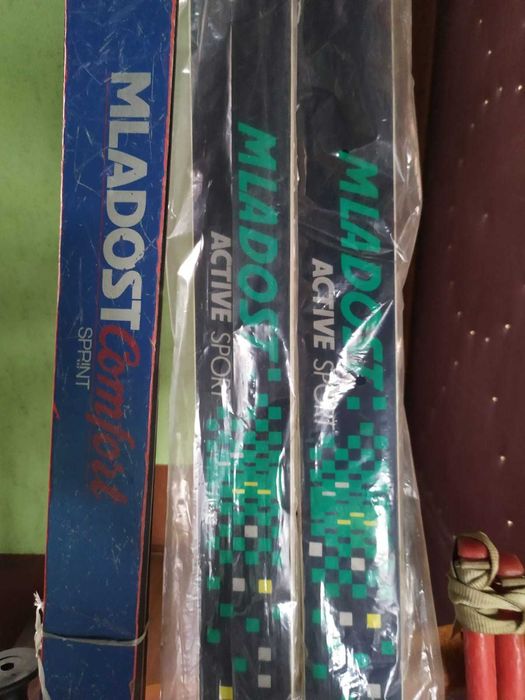 MLADOST Comfort
SPRINT
MLADOST
ACTIVE SPORT
MLADOST
ACTIVE SPORT